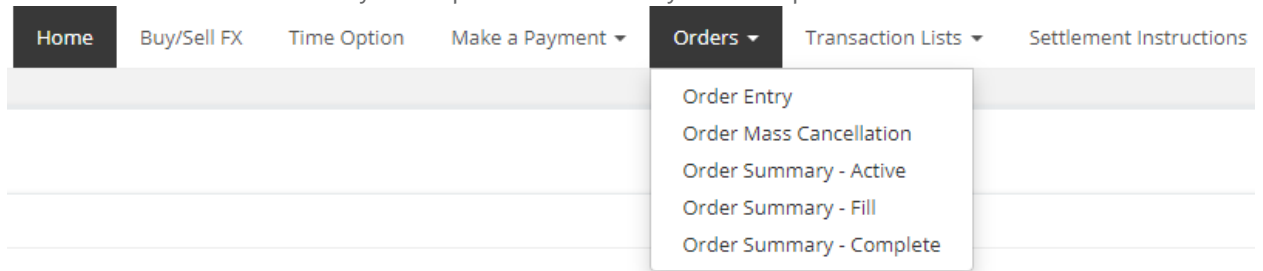 Home Buy/Sell FX Time Option Make a Payment Orders Transaction Lists Settlement Instructions
Order Entry
Order Mass Cancellation
Order Summary - Active
Order Summary - Fill
Order Summary - Complete